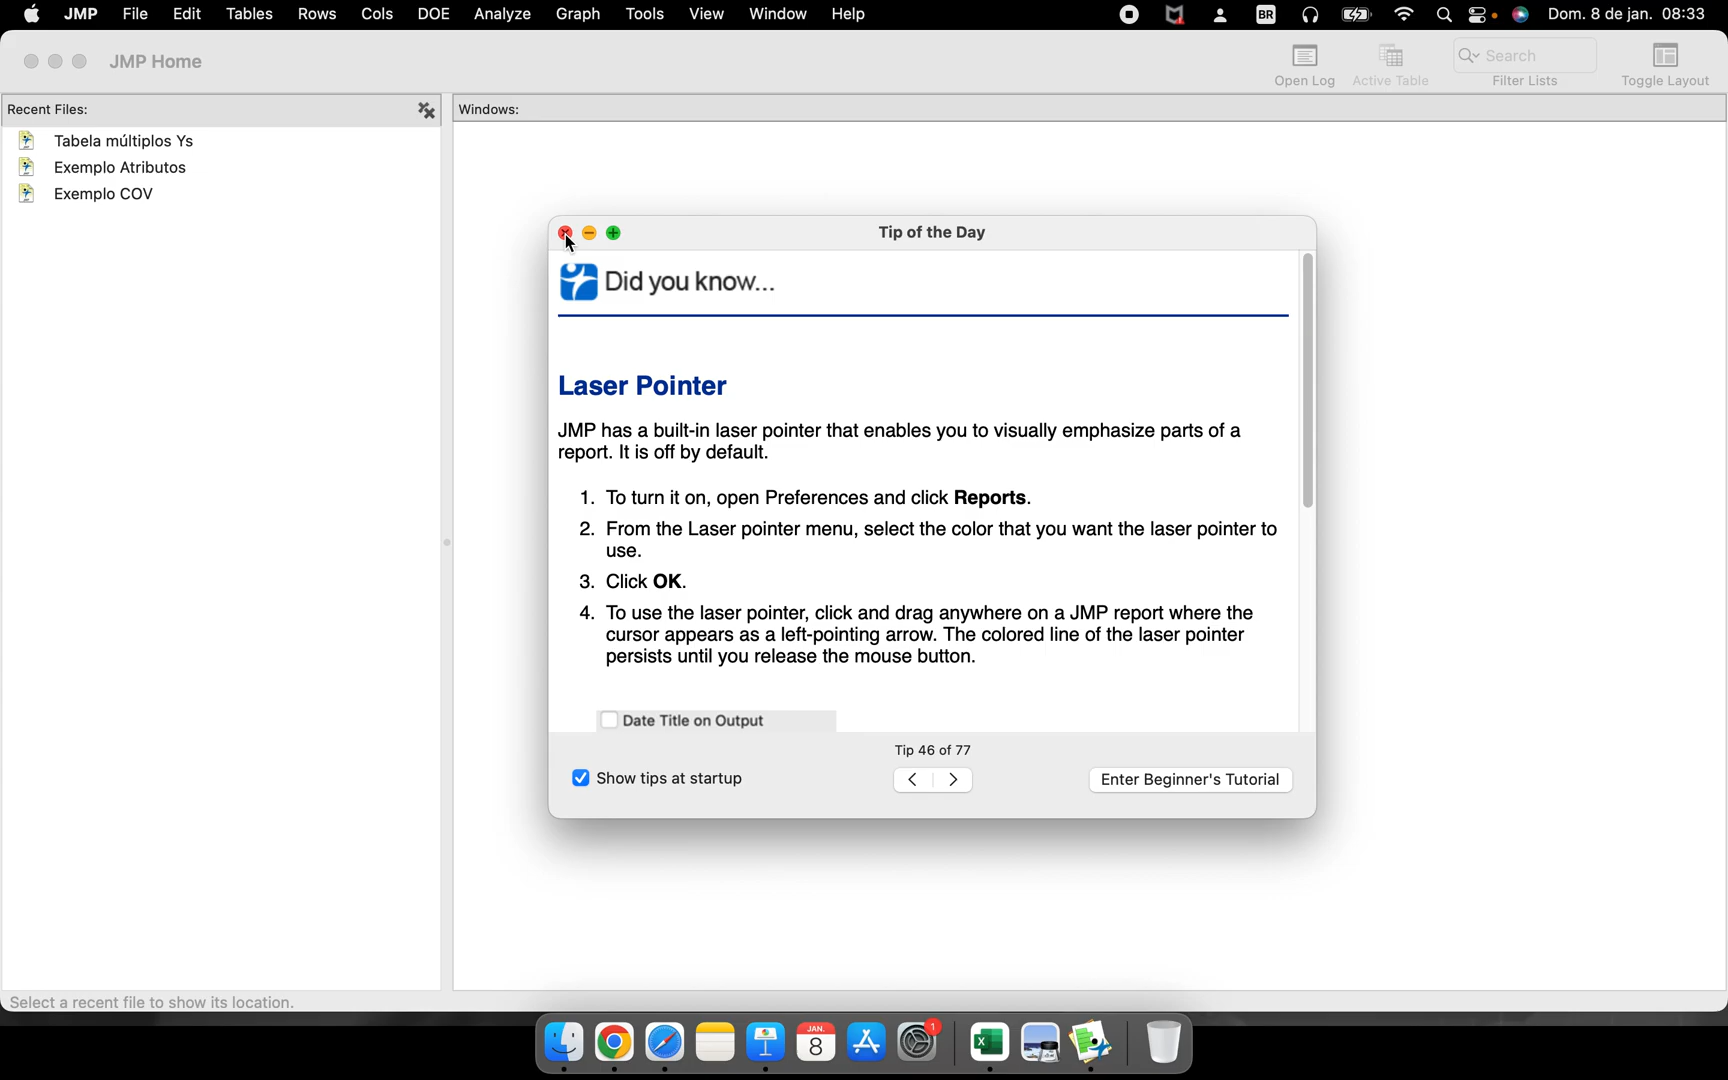 JMP File Edit Tables Rows Cols DOE Analyze Graph Tools View Window Help BR Dom. 8 de jan. 08:33
JMP Home
Open Log Active Table Search Filter Lists Toggle Layout
Recent Files:
Windows:
Tabela múltiplos Ys
Exemplo Atributos
Exemplo COV
Tip of the Day
Did you know...
Laser Pointer
JMP has a built-in laser pointer that enables you to visually emphasize parts of a
report. It is off by default.
1. To turn it on, open Preferences and click Reports.
2. From the Laser pointer menu, select the color that you want the laser pointer to
use.
3. Click OK.
4. To use the laser pointer, click and drag anywhere on a JMP report where the
cursor appears as a left-pointing arrow. The colored line of the laser pointer
persists until you release the mouse button.
Date Title on Output
Tip 46 of 77
Show tips at startup
Enter Beginner's Tutorial
Select a recent file to show its location.
JAN.
8
1